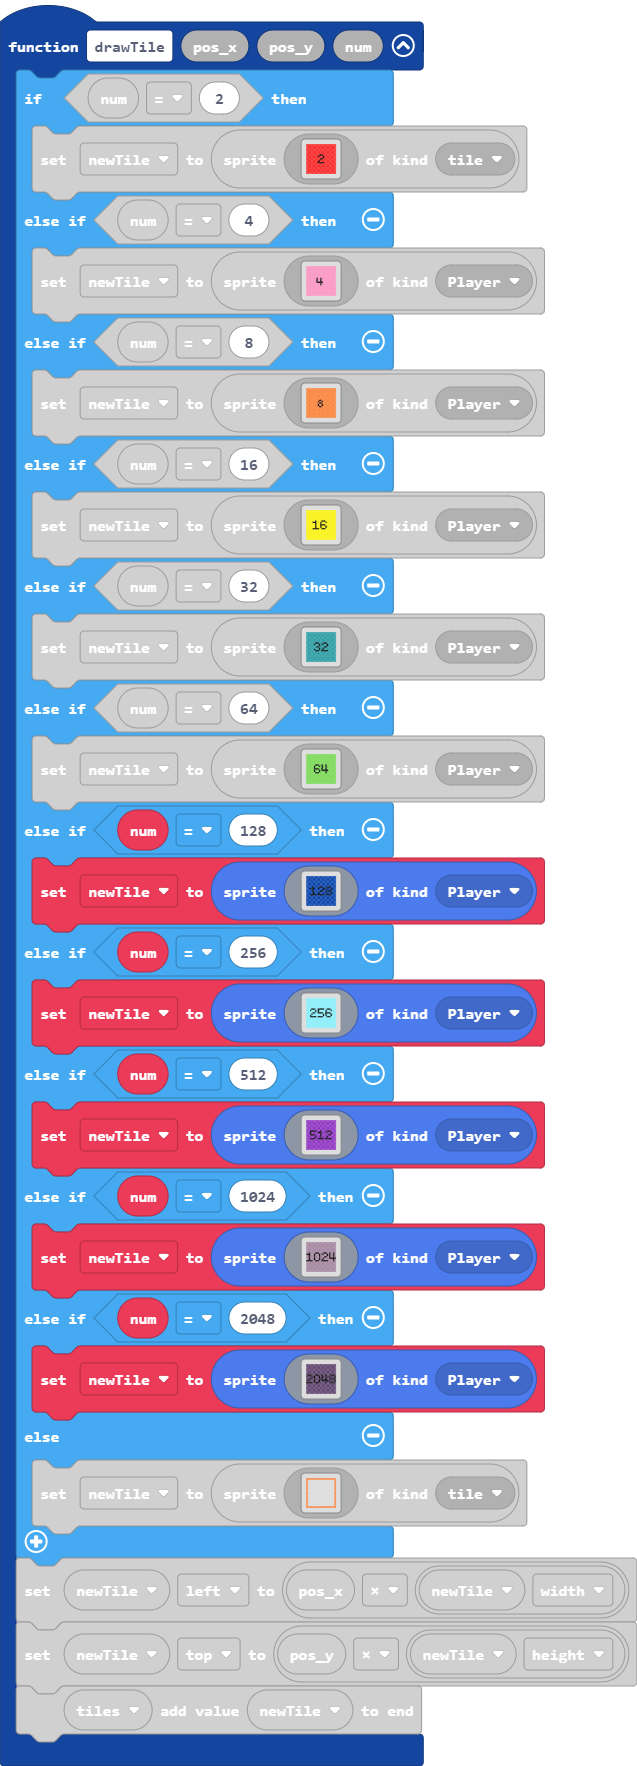 function drawTile pos_x pos_y num
if num = 2 then
set newTile to sprite 2 of kind tile
else if num = 4 then
set newTile to sprite 4 of kind Player
else if num = 8 then
set newTile to sprite 8 of kind Player
else if num = 16 then
set newTile to sprite 16 of kind Player
else if num = 32 then
set newTile to sprite 32 of kind Player
else if num = 64 then
set newTile to sprite 64 of kind Player
else if num = 128 then
set newTile to sprite 128 of kind Player
else if num = 256 then
set newTile to sprite 256 of kind Player
else if num = 512 then
set newTile to sprite 512 of kind Player
else if num = 1024 then
set newTile to sprite 1024 of kind Player
else if num = 2048 then
set newTile to sprite 2048 of kind Player
else
set newTile to sprite of kind tile
set newTile left to pos_x × newTile width
set newTile top to pos_y × newTile height
tiles add value newTile to end